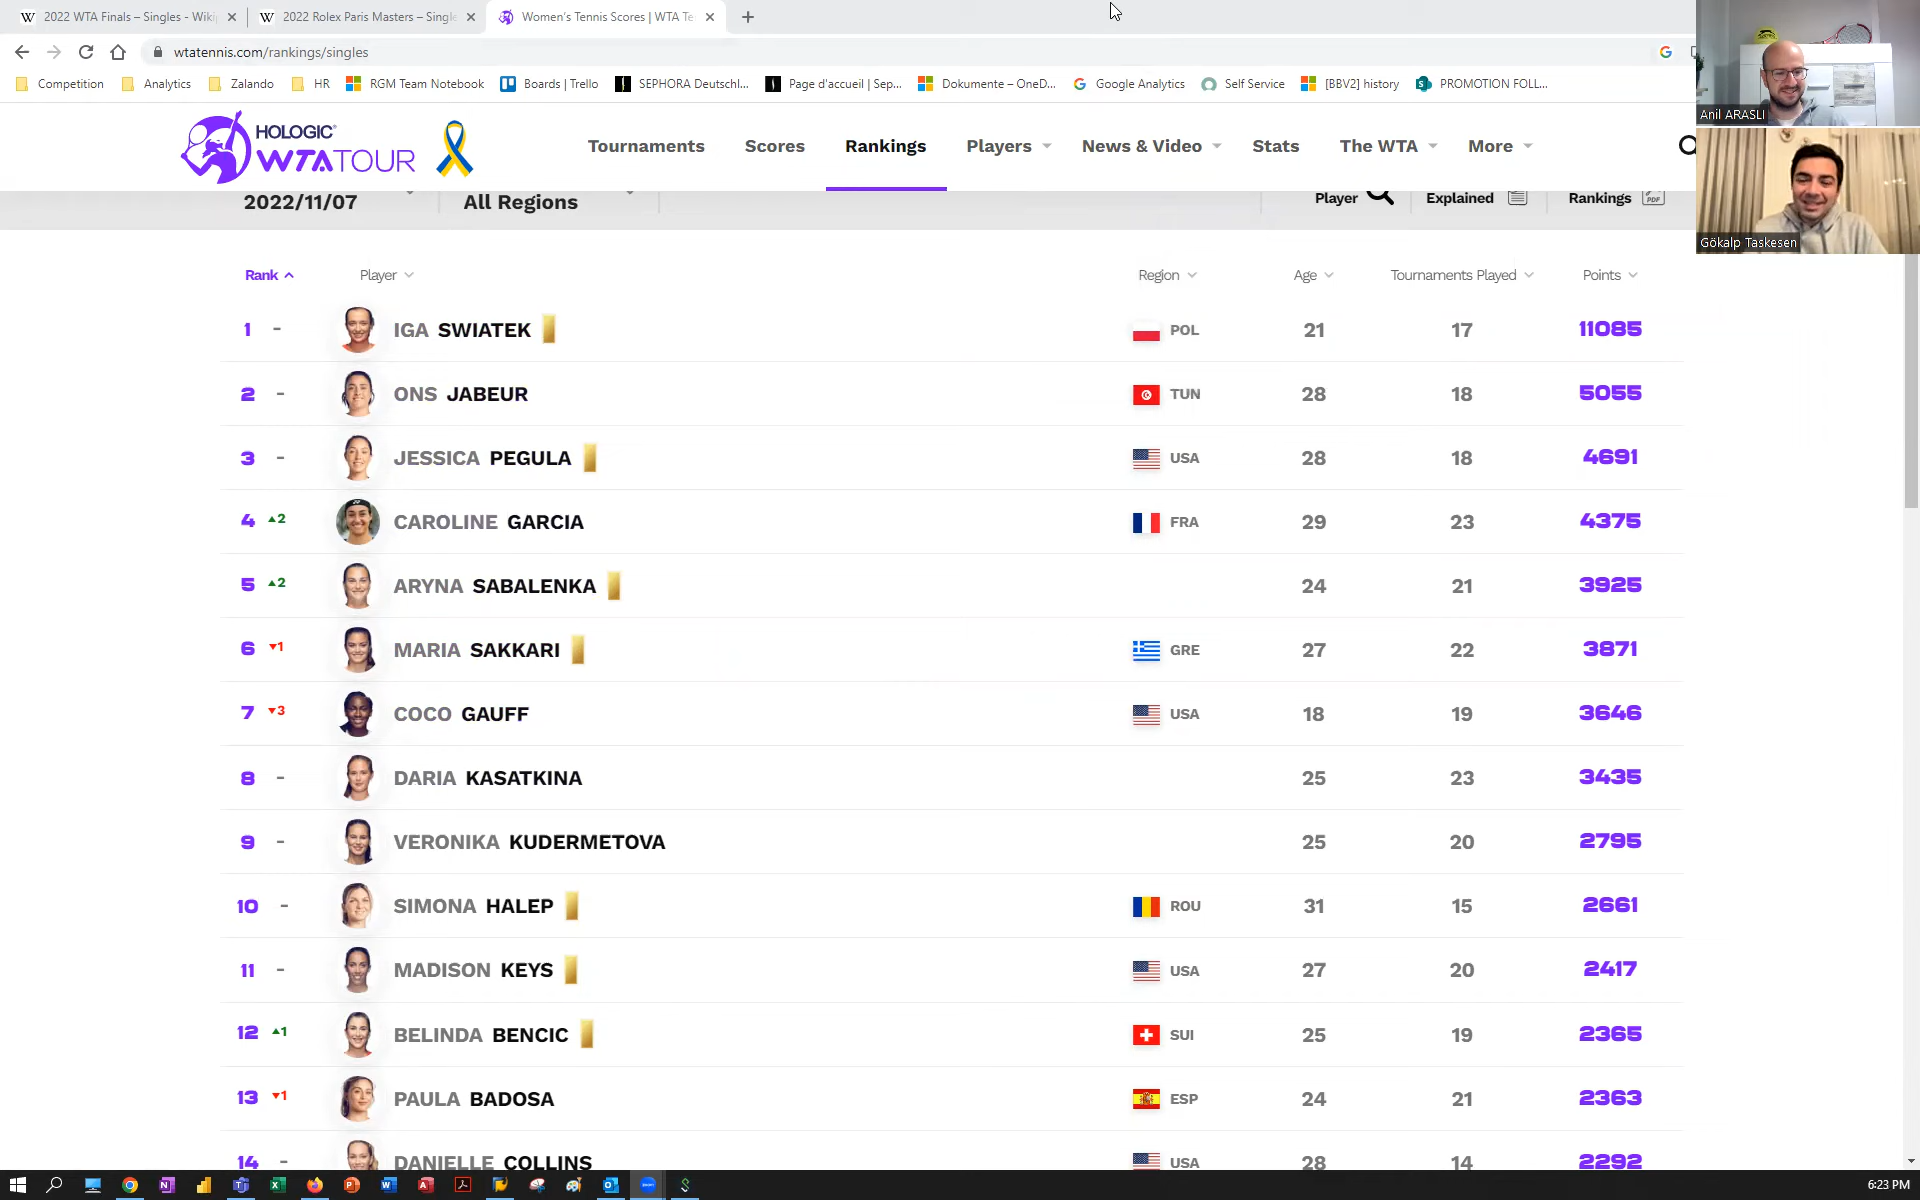 2022 WTA Finals – Singles - Wiki
2022 Rolex Paris Masters – Single
Women's Tennis Scores | WTA Te
wtatennis.com/rankings/singles
Competition Analytics Zalando HR RGM Team Notebook Boards | Trello SEPHORA Deutschl... Page d'accueil | Sep... Dokumente – OneD... Google Analytics Self Service [BBV2] history PROMOTION FOLL...
Anil ARASLI
Gökalp Taskesen
HOLOGIC
WTATOUR
Tournaments Scores Rankings Players News & Video Stats The WTA More
2022/11/07 All Regions Player Explained Rankings PDF
Rank Player Region Age Tournaments Played Points
1 - IGA SWIATEK POL 21 17 11085
2 - ONS JABEUR TUN 28 18 5055
3 - JESSICA PEGULA USA 28 18 4691
4 ▲2 CAROLINE GARCIA FRA 29 23 4375
5 ▲2 ARYNA SABALENKA 24 21 3925
6 ▼1 MARIA SAKKARI GRE 27 22 3871
7 ▼3 COCO GAUFF USA 18 19 3646
8 - DARIA KASATKINA 25 23 3435
9 - VERONIKA KUDERMETOVA 25 20 2795
10 - SIMONA HALEP ROU 31 15 2661
11 - MADISON KEYS USA 27 20 2417
12 ▲1 BELINDA BENCIC SUI 25 19 2365
13 ▼1 PAULA BADOSA ESP 24 21 2363
14 - DANIELLE COLLINS USA 28 14 2292
6:23 PM